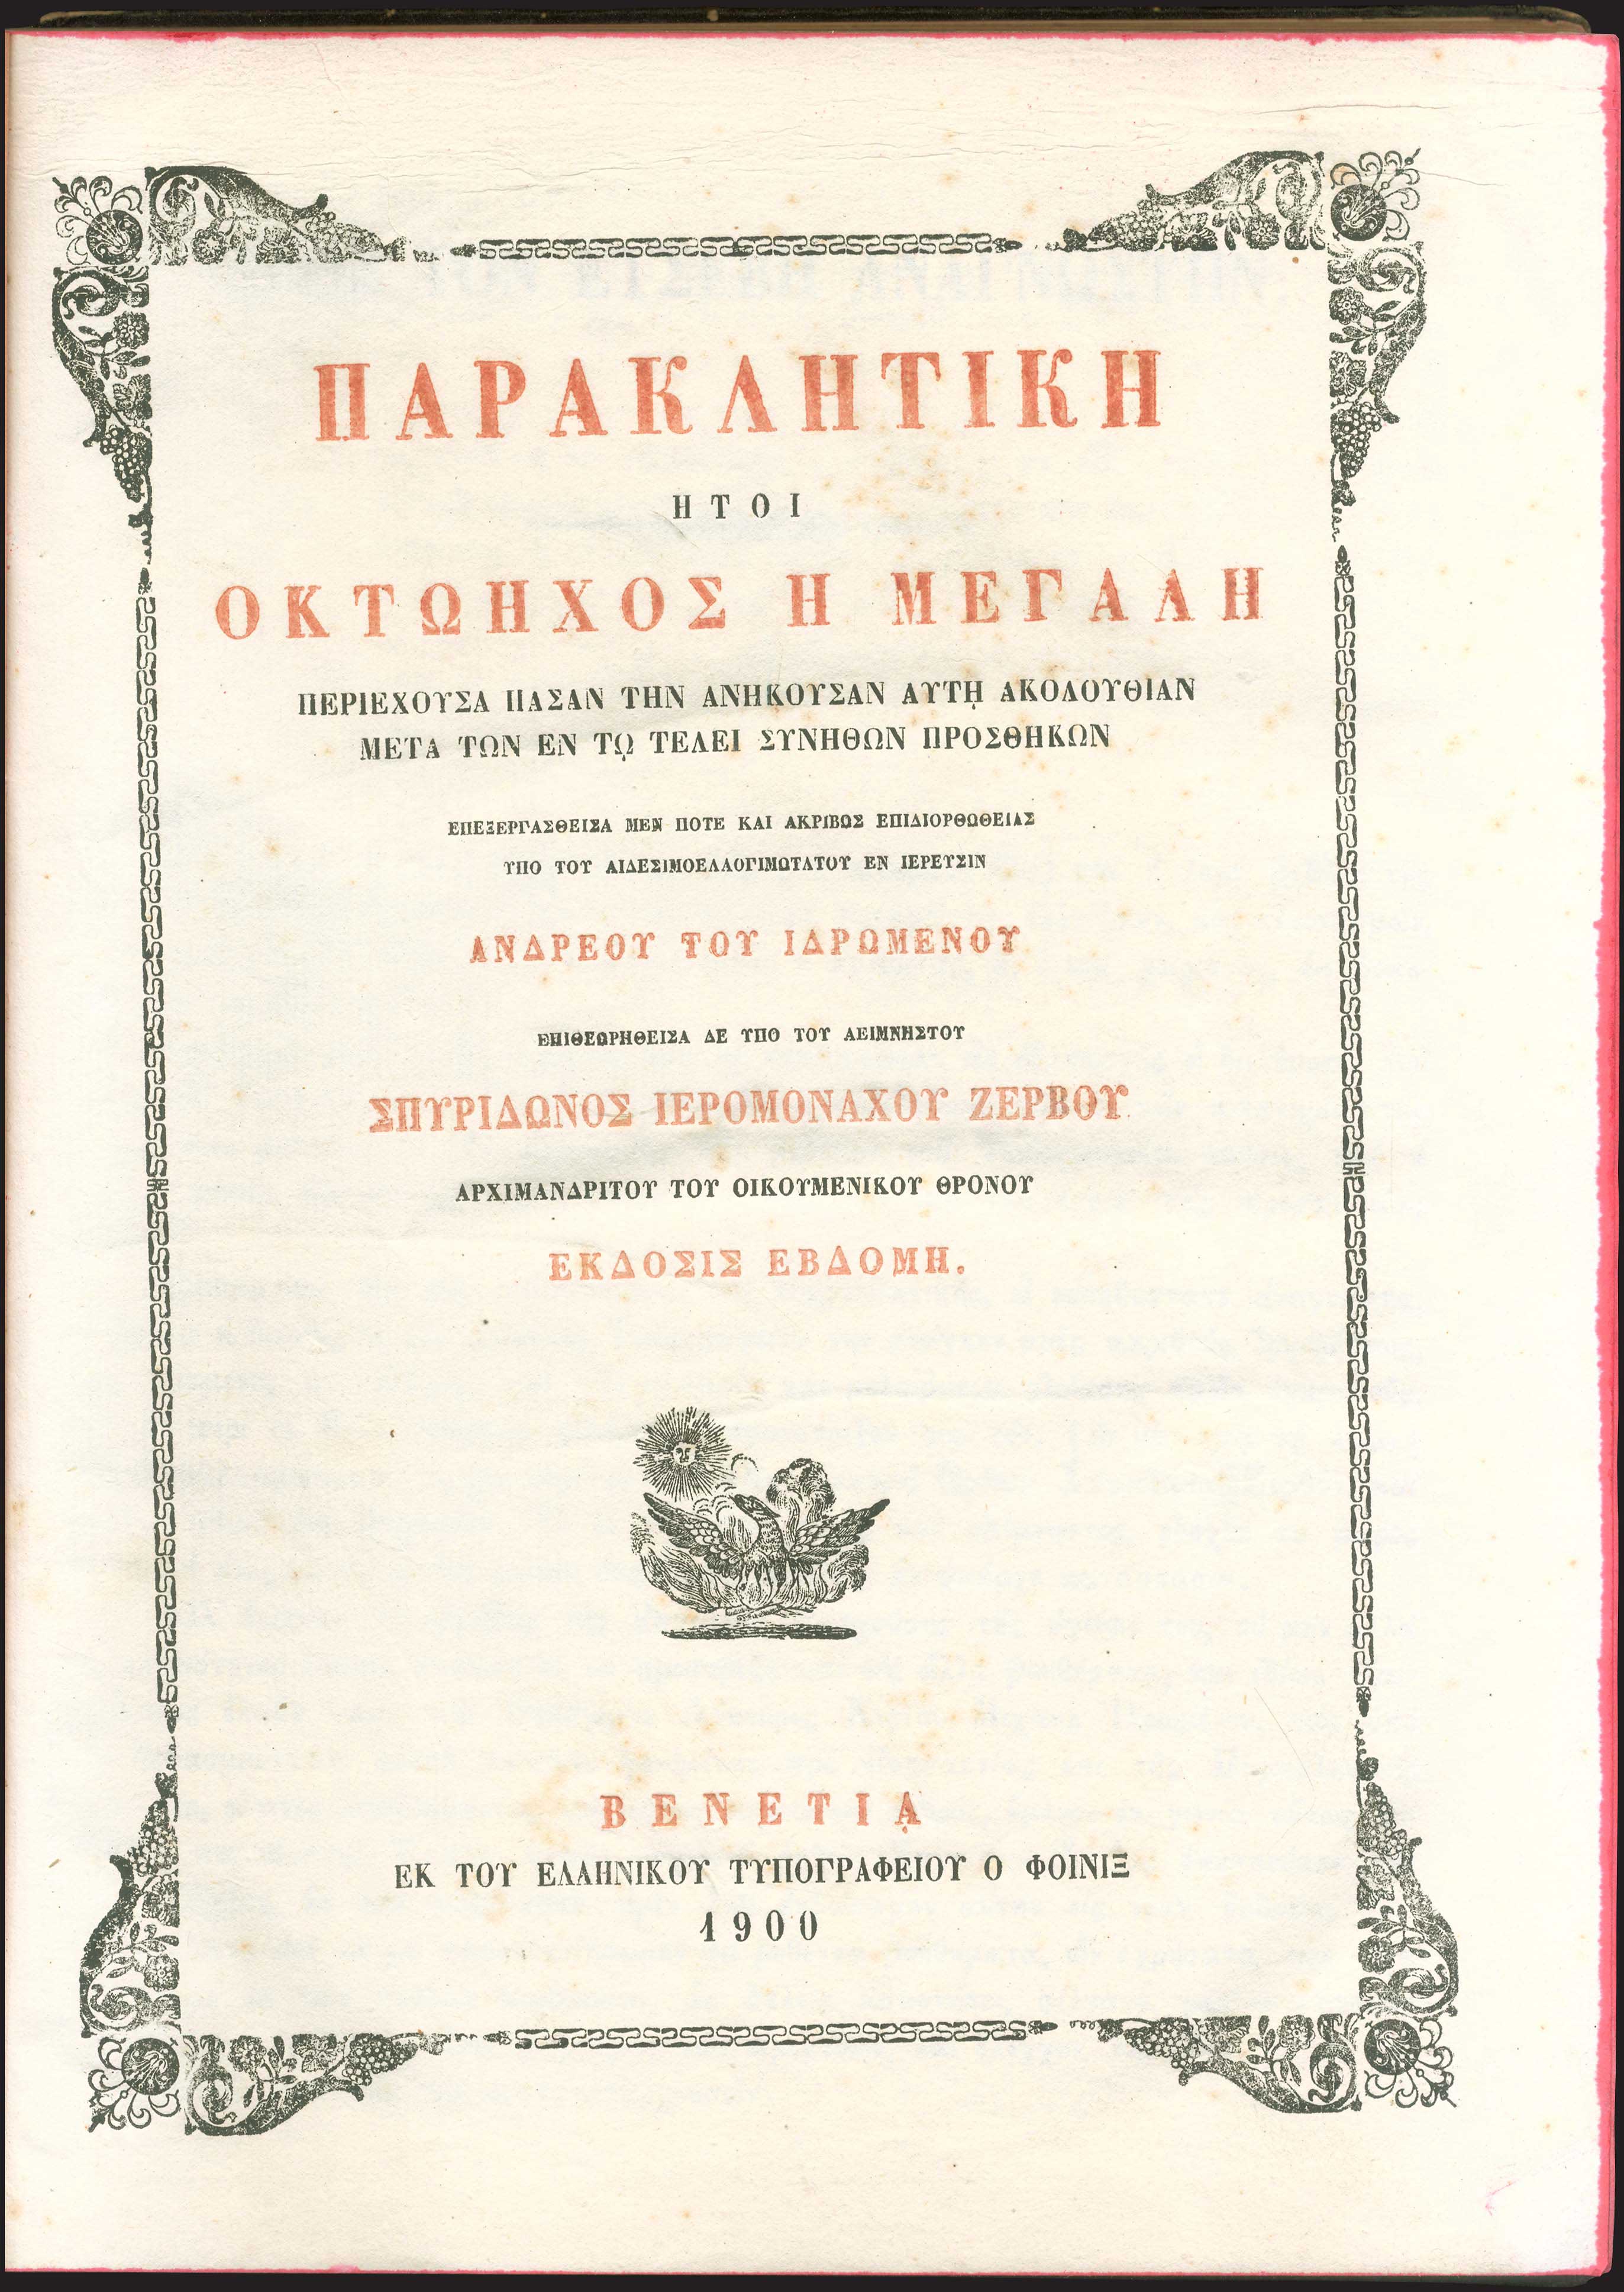 ΠΑΡΑΚΛΗΤΙΚΗ
ΗΤΟΙ
ΟΚΤΩΗΧΟΣ Η ΜΕΓΑΛΗ
ΠΕΡΙΕΧΟΥΣΑ ΠΑΣΑΝ ΤΗΝ ΑΝΗΚΟΥΣΑΝ ΑΥΤῌ ΑΚΟΛΟΥΘΙΑΝ
ΜΕΤΑ ΤΩΝ ΕΝ Τῼ ΤΕΛΕΙ ΣΥΝΗΘΩΝ ΠΡΟΣΘΗΚΩΝ
ΕΠΕΞΕΡΓΑΣΘΕΙΣΑ ΜΕΝ ΠΟΤΕ ΚΑΙ ΑΚΡΙΒΩΣ ΕΠΙΔΙΟΡΘΩΘΕΙΑΣ
ΥΠΟ ΤΟΥ ΑΙΔΕΣΙΜΟΕΛΛΟΓΙΜΩΤΑΤΟΥ ΕΝ ΙΕΡΕΥΣΙΝ
ΑΝΔΡΕΟΥ ΤΟΥ ΙΔΡΩΜΕΝΟΥ
ΕΠΙΘΕΩΡΗΘΕΙΣΑ ΔΕ ΥΠΟ ΤΟΥ ΑΕΙΜΝΗΣΤΟΥ
ΣΠΥΡΙΔΩΝΟΣ ΙΕΡΟΜΟΝΑΧΟΥ ΖΕΡΒΟΥ
ΑΡΧΙΜΑΝΔΡΙΤΟΥ ΤΟΥ ΟΙΚΟΥΜΕΝΙΚΟΥ ΘΡΟΝΟΥ
ΕΚΔΟΣΙΣ ΕΒΔΟΜΗ.
ΒΕΝΕΤΙᾼ
ΕΚ ΤΟΥ ΕΛΛΗΝΙΚΟΥ ΤΥΠΟΓΡΑΦΕΙΟΥ Ο ΦΟΙΝΙΞ
1900